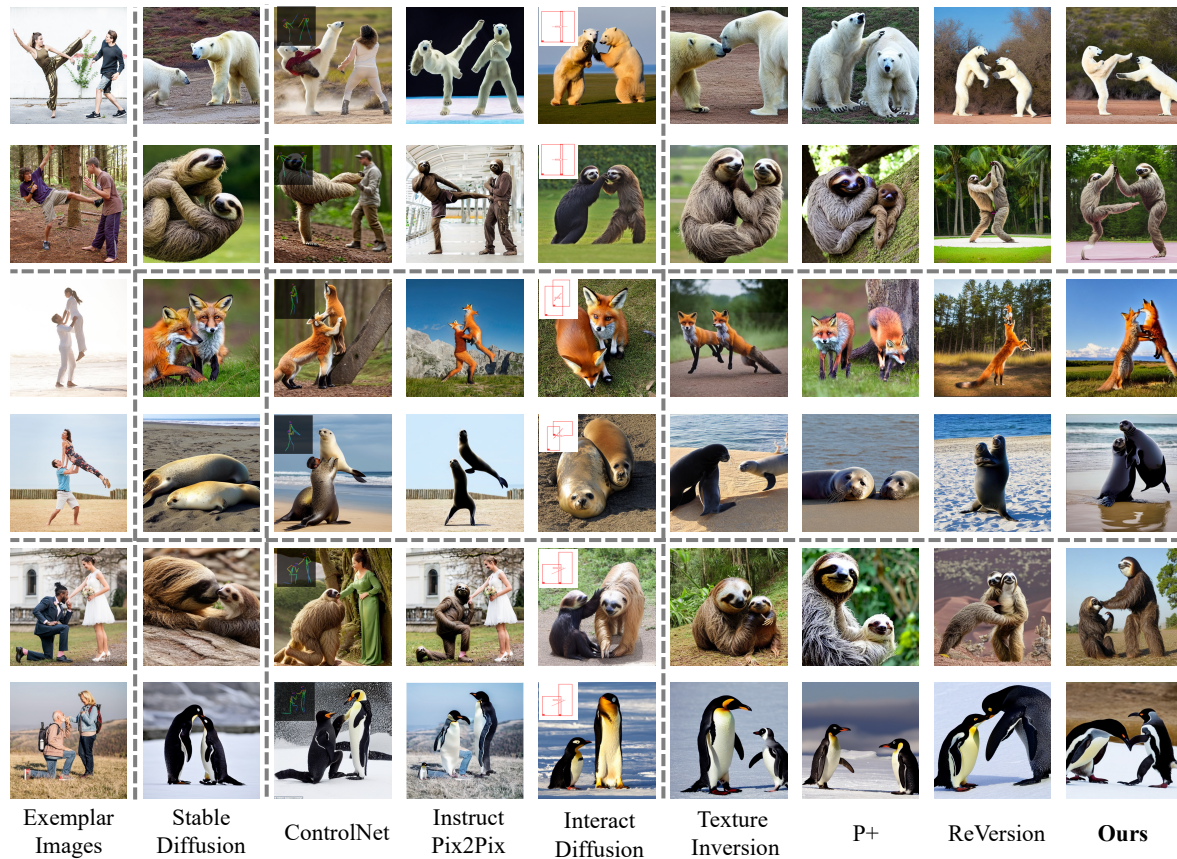 Exemplar
Images
Stable
Diffusion
ControlNet
Instruct
Pix2Pix
Interact
Diffusion
Texture
Inversion
P+
ReVersion
Ours